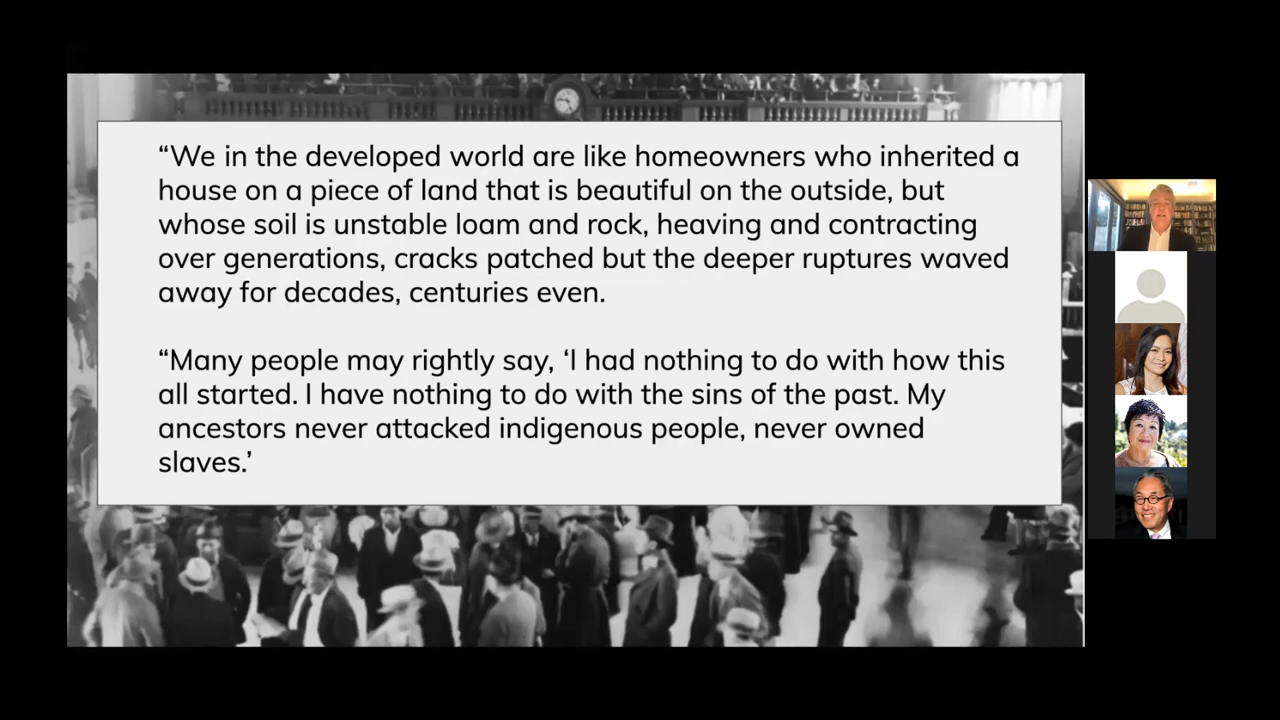 “We in the developed world are like homeowners who inherited a
house on a piece of land that is beautiful on the outside, but
whose soil is unstable loam and rock, heaving and contracting
over generations, cracks patched but the deeper ruptures waved
away for decades, centuries even.
“Many people may rightly say, ‘I had nothing to do with how this
all started. I have nothing to do with the sins of the past. My
ancestors never attacked indigenous people, never owned
slaves.’